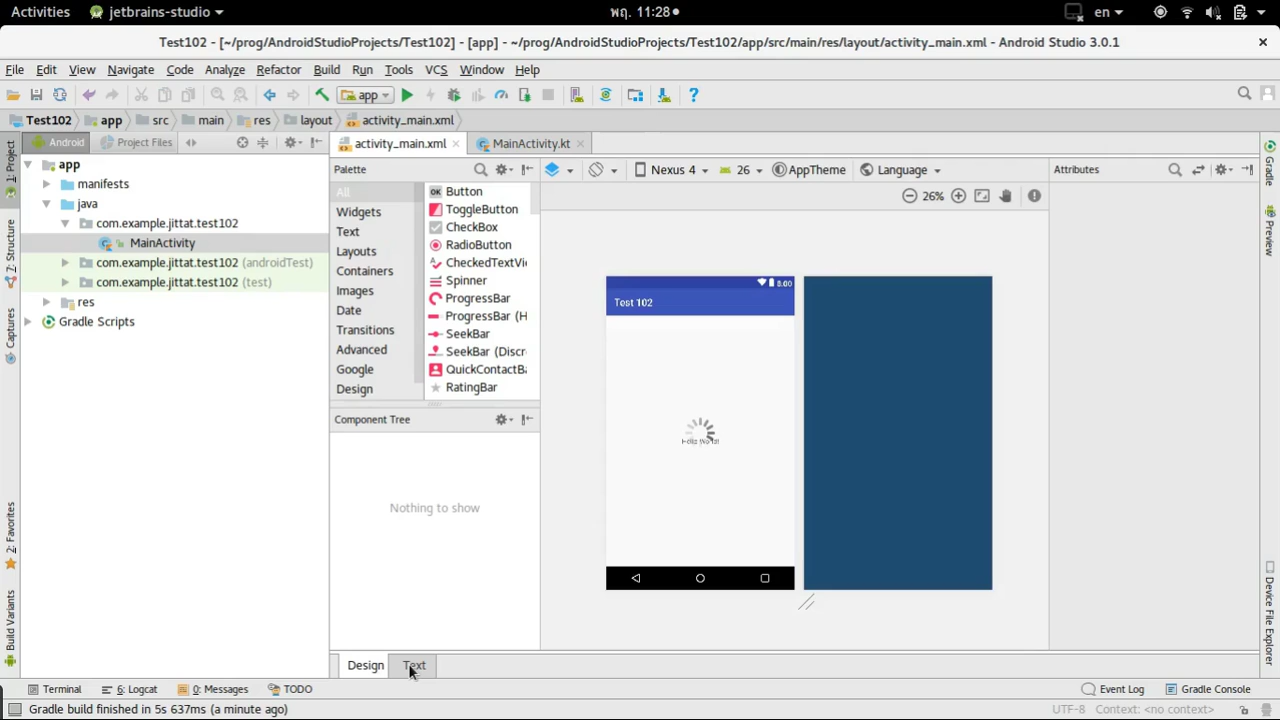 Activities jetbrains-studio พฤ. 11:28 en
Test102 - [~/prog/AndroidStudioProjects/Test102] - [app] - ~/prog/AndroidStudioProjects/Test102/app/src/main/res/layout/activity_main.xml - Android Studio 3.0.1
File Edit View Navigate Code Analyze Refactor Build Run Tools VCS Window Help
app
Test102 app src main res layout activity_main.xml
Android Project Files activity_main.xml MainActivity.kt
1: Project
7: Structure
Captures
2: Favorites
Build Variants
app
manifests
java
com.example.jittat.test102
MainActivity
com.example.jittat.test102 (androidTest)
com.example.jittat.test102 (test)
res
Gradle Scripts
Palette
All
Widgets
Text
Layouts
Containers
Images
Date
Transitions
Advanced
Google
Design
OK Button
ToggleButton
CheckBox
RadioButton
CheckedTextVi
Spinner
ProgressBar
ProgressBar (H
SeekBar
SeekBar (Discr
QuickContactBa
RatingBar
Component Tree
Nothing to show
Nexus 4 26 AppTheme Language
26%
8:00
Test 102
Hello World!
Attributes
Gradle
Preview
Device File Explorer
Design Text
Terminal 6: Logcat 0: Messages TODO Event Log Gradle Console
Gradle build finished in 5s 637ms (a minute ago) UTF-8 Context: <no context>